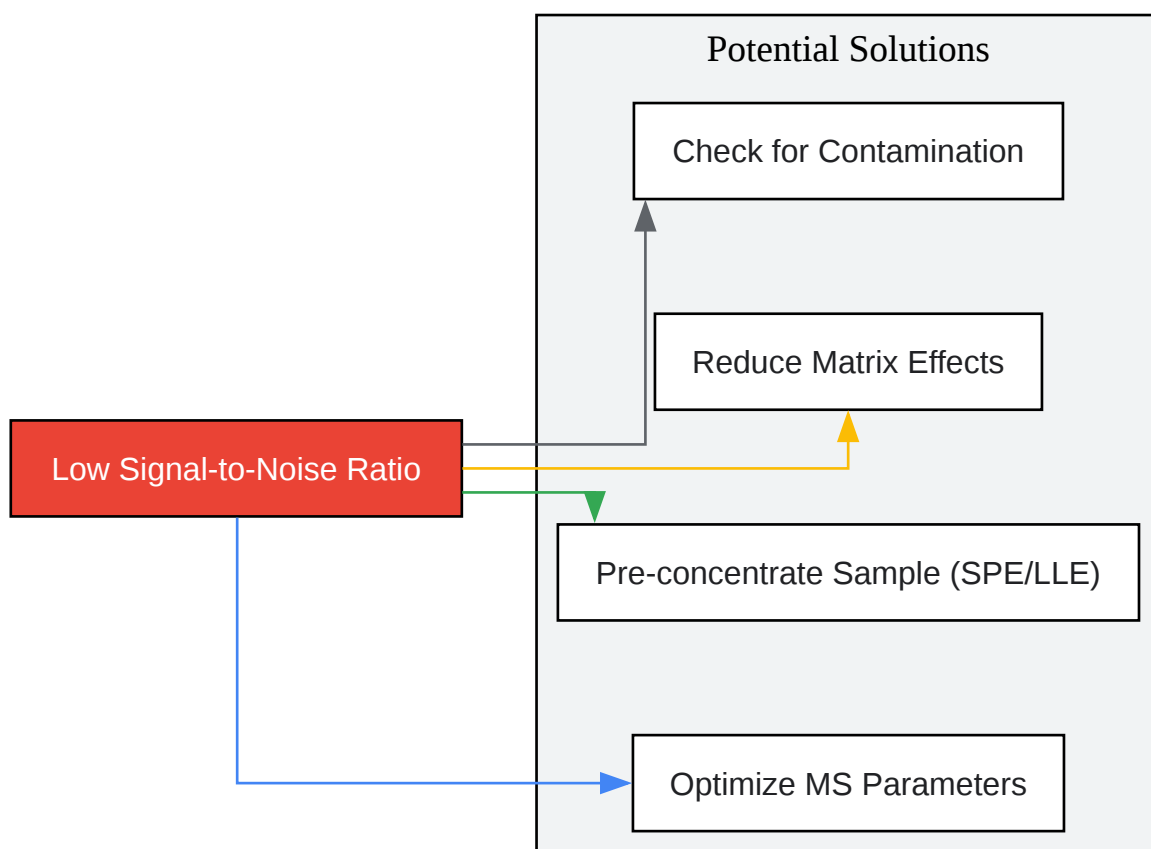 Potential Solutions
Check for Contamination
Reduce Matrix Effects
Low Signal-to-Noise Ratio
Pre-concentrate Sample (SPE/LLE)
Optimize MS Parameters